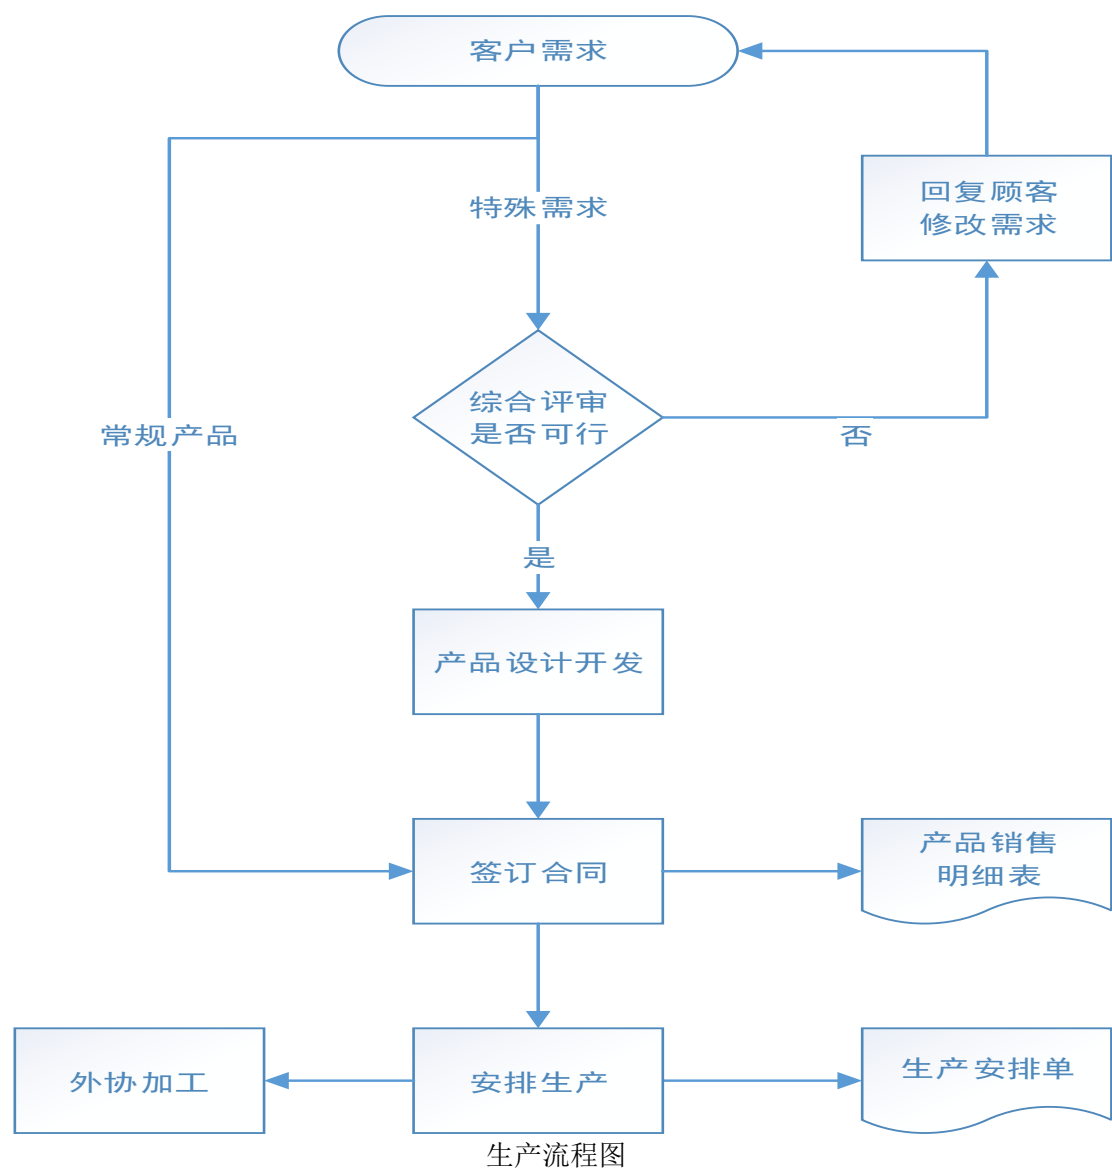 客户需求
回复顾客
修改需求
特殊需求
综合评审
是否可行
常规产品
否
是
产品设计开发
签订合同
产品销售
明细表
外协加工
安排生产
生产安排单
生产流程图